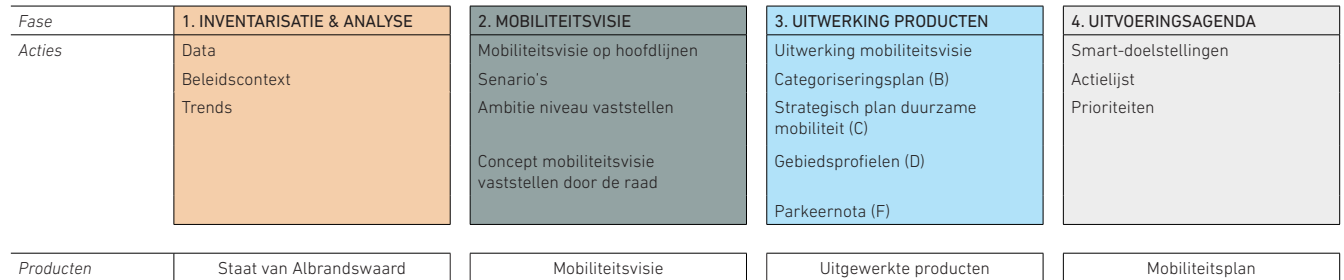 Fase
1. INVENTARISATIE & ANALYSE
2. MOBILITEITSVISIE
3. UITWERKING PRODUCTEN
4. UITVOERINGSAGENDA
Acties
Data
Beleidscontext
Trends
Mobiliteitsvisie op hoofdlijnen
Senario's
Ambitie niveau vaststellen
Concept mobiliteitsvisie
vaststellen door de raad
Uitwerking mobiliteitsvisie
Categoriseringsplan (B)
Strategisch plan duurzame
mobiliteit (C)
Gebiedsprofielen (D)
Parkeernota (F)
Smart-doelstellingen
Actielijst
Prioriteiten
Producten
Staat van Albrandswaard
Mobiliteitsvisie
Uitgewerkte producten
Mobiliteitsplan